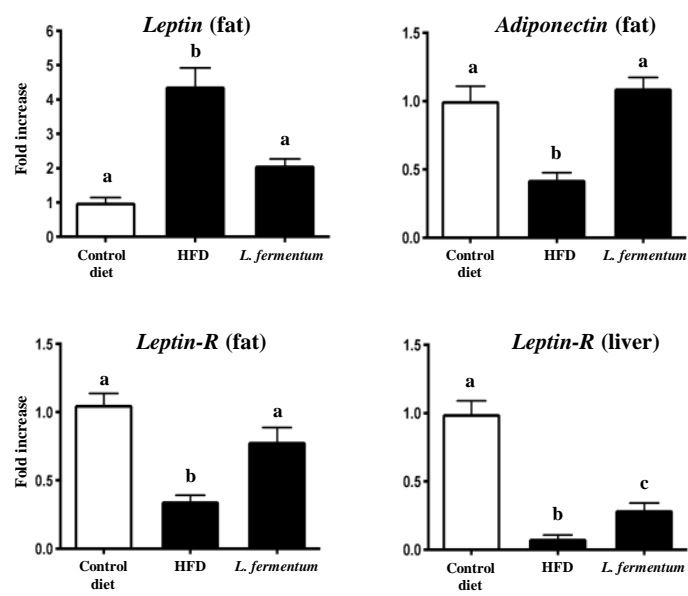 Leptin (fat)
Fold increase
6
5
4
3
2
1
0
a
b
a
Control
diet
HFD
L. fermentum
Adiponectin (fat)
1.5
1.0
0.5
0.0
a
b
a
Control
diet
HFD
L. fermentum
Leptin-R (fat)
Fold increase
1.5
1.0
0.5
0.0
a
b
a
Control
diet
HFD
L. fermentum
Leptin-R (liver)
1.5
1.0
0.5
0.0
a
b
c
Control
diet
HFD
L. fermentum